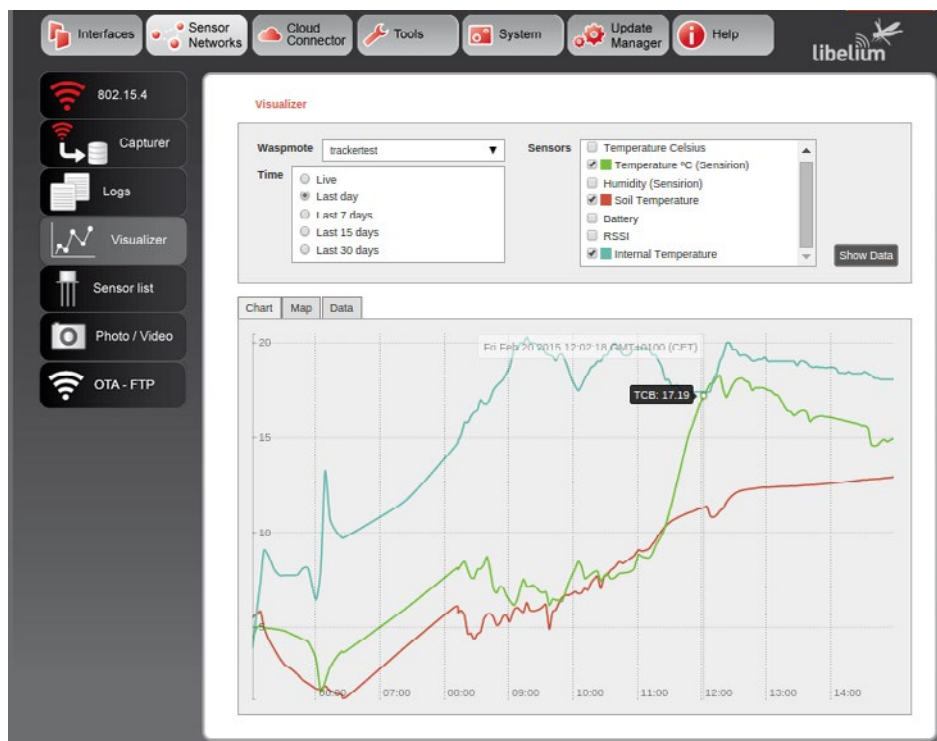 Interfaces
Sensor
Networks
Cloud
Connector
Tools
System
Update
Manager
Help
libelium
802.15.4
Capturer
Logs
Visualizer
Sensor list
Photo / Video
OTA - FTP
Visualizer
Waspmote
trackertest
Time
Live
Last day
Last 7 days
Last 15 days
Last 30 days
Sensors
Temperature Celsius
Temperature ºC (Sensirion)
Humidity (Sensirion)
Soil Temperature
Battery
RSSI
Internal Temperature
Show Data
Chart
Map
Data
Fri Feb 20 2015 12:02:18 GMT+0100 (CET)
TCB: 17.19
20
15
10
5
06:00
07:00
08:00
09:00
10:00
11:00
12:00
13:00
14:00